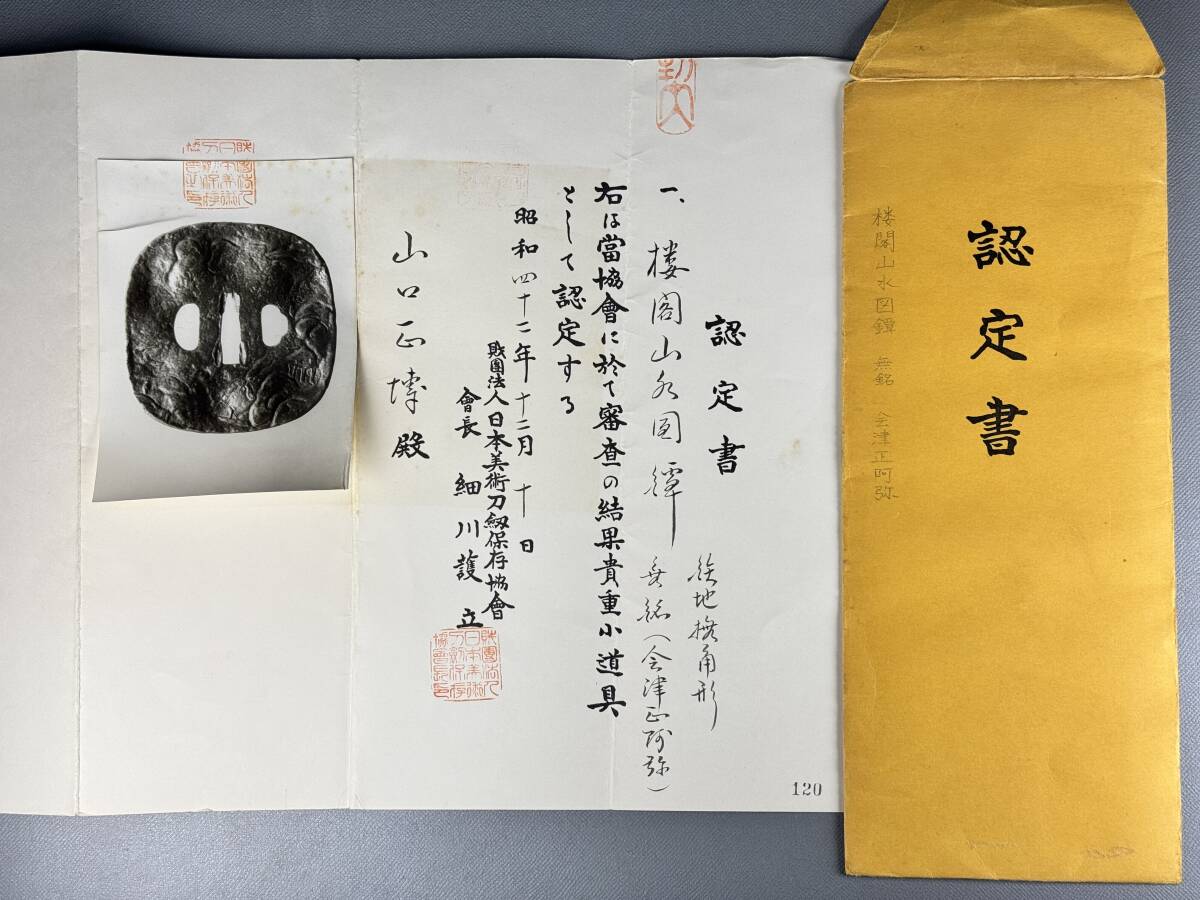 認定書
楼閣山水図鐔 無銘 会津正阿弥
認定書
一、楼閣山水圖鐔
鉄地撫角形
無銘(会津正阿弥)
右は當協會に於て審査の結果貴重小道具
として認定する
昭和四十二年十二月十日
財團法人日本美術刀劔保存協會
會長 細川護立
山口正博殿
120